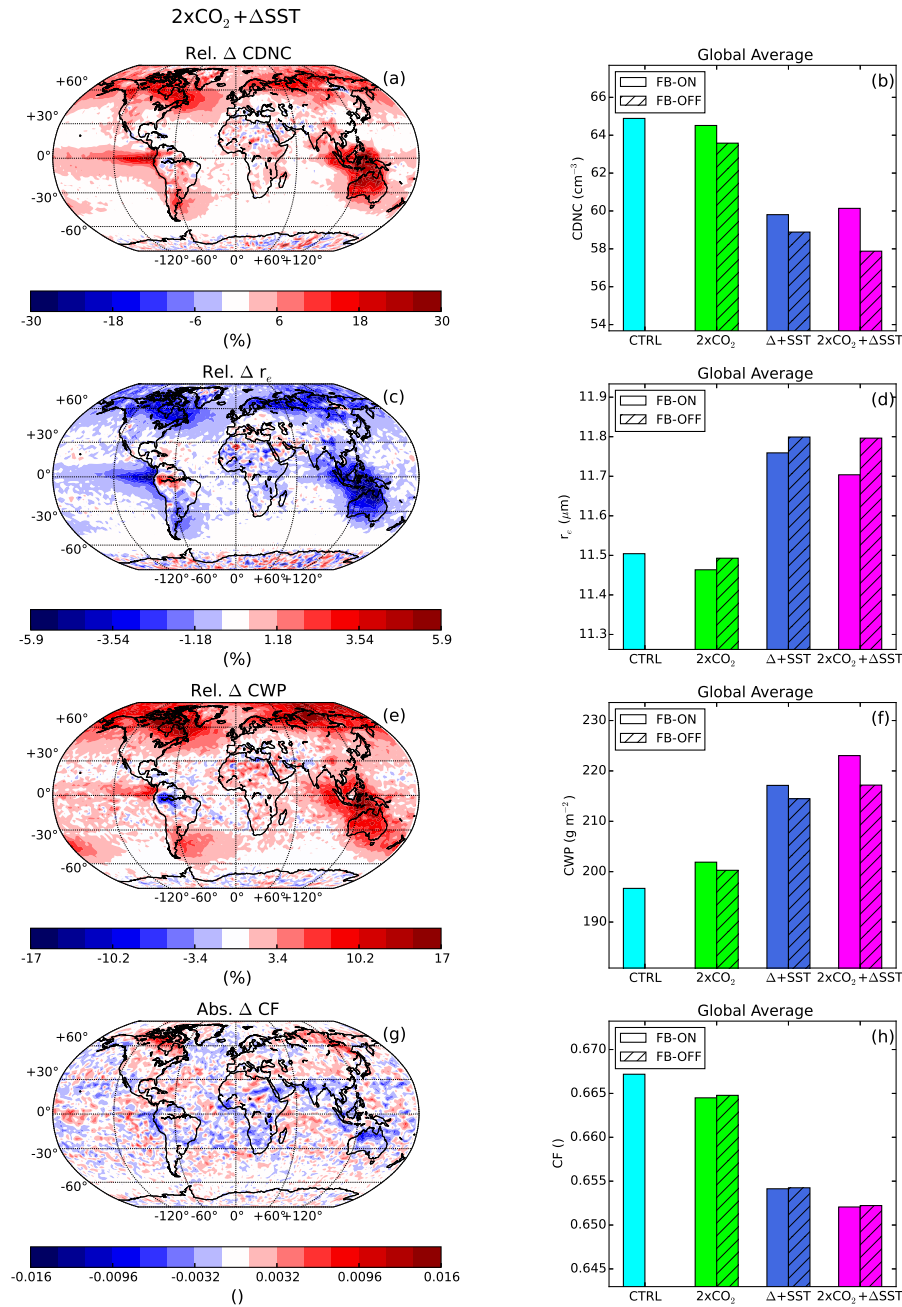 2xCO₂+ΔSST
Rel. Δ CDNC
(a)
+60°
+30°
0°
-30°
-60°
-120° -60° 0° +60° +120°
-30 -18 -6 6 18 30
(%)
Global Average
(b)
FB-ON
FB-OFF
CDNC (cm⁻³)
66
64
62
60
58
56
54
CTRL 2xCO₂ Δ+SST 2xCO₂+ΔSST
Rel. Δ rₑ
(c)
+60°
+30°
0°
-30°
-60°
-120° -60° 0° +60° +120°
-5.9 -3.54 -1.18 1.18 3.54 5.9
(%)
Global Average
(d)
FB-ON
FB-OFF
rₑ (μm)
11.9
11.8
11.7
11.6
11.5
11.4
11.3
CTRL 2xCO₂ Δ+SST 2xCO₂+ΔSST
Rel. Δ CWP
(e)
+60°
+30°
0°
-30°
-60°
-120° -60° 0° +60° +120°
-17 -10.2 -3.4 3.4 10.2 17
(%)
Global Average
(f)
FB-ON
FB-OFF
CWP (g m⁻²)
230
220
210
200
190
CTRL 2xCO₂ Δ+SST 2xCO₂+ΔSST
Abs. Δ CF
(g)
+60°
+30°
0°
-30°
-60°
-120° -60° 0° +60° +120°
-0.016 -0.0096 -0.0032 0.0032 0.0096 0.016
()
Global Average
(h)
FB-ON
FB-OFF
CF ()
0.670
0.665
0.660
0.655
0.650
0.645
CTRL 2xCO₂ Δ+SST 2xCO₂+ΔSST